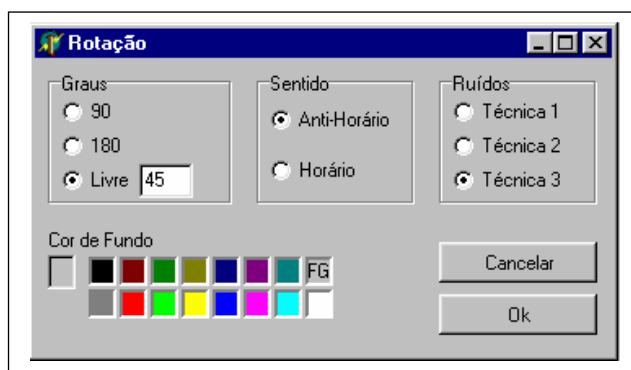 Rotação
Graus
90
180
Livre 45
Sentido
Anti-Horário
Horário
Ruídos
Técnica 1
Técnica 2
Técnica 3
Cor de Fundo
FG
Cancelar
Ok